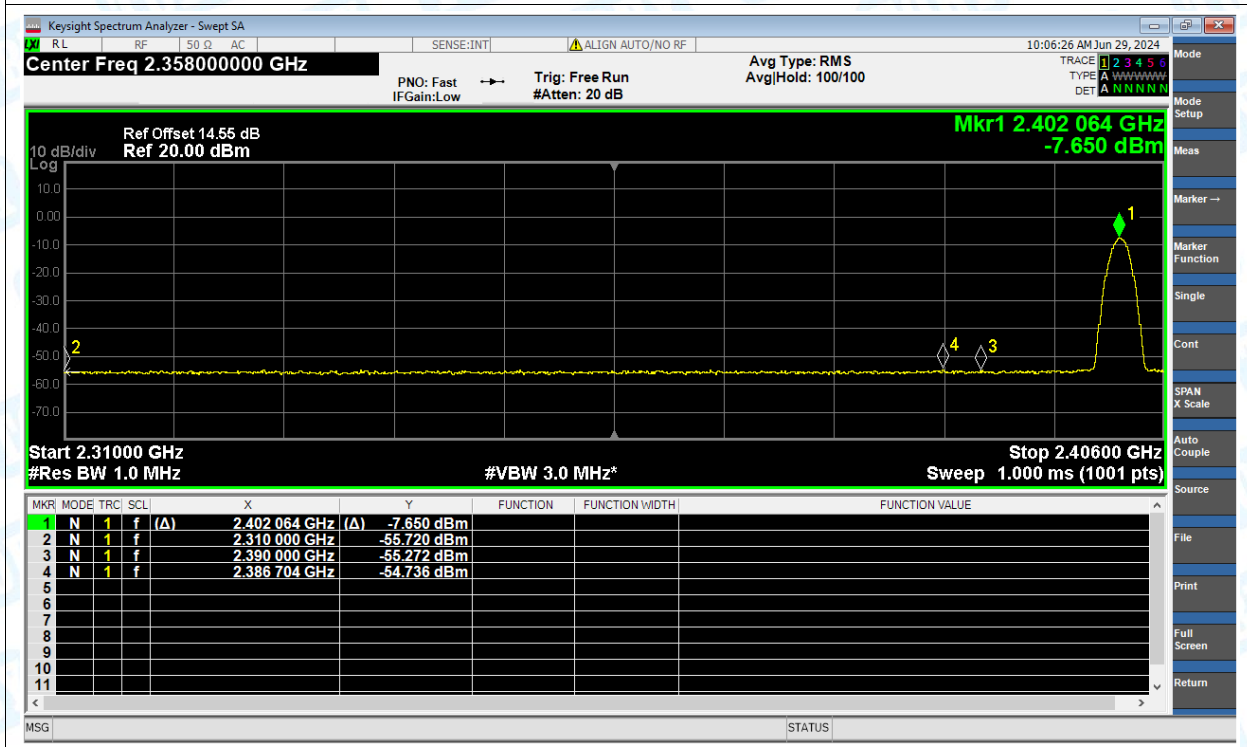 Keysight Spectrum Analyzer - Swept SA
LXI RL RF 50 Ω AC SENSE:INT ALIGN AUTO/NO RF 10:06:26 AM Jun 29, 2024
Center Freq 2.358000000 GHz
PNO: Fast
IFGain:Low
Trig: Free Run
#Atten: 20 dB
Avg Type: RMS
Avg|Hold: 100/100
TRACE 1 2 3 4 5 6
TYPE A WWWWW
DET A N N N N N
Mkr1 2.402 064 GHz
-7.650 dBm
Ref Offset 14.55 dB
10 dB/div Ref 20.00 dBm
Log
10.0
0.00
-10.0
-20.0
-30.0
-40.0
-50.0
-60.0
-70.0
1
2
4
3
Start 2.31000 GHz Stop 2.40600 GHz
#Res BW 1.0 MHz #VBW 3.0 MHz* Sweep 1.000 ms (1001 pts)
MKR MODE TRC SCL X Y FUNCTION FUNCTION WIDTH FUNCTION VALUE
1 N 1 f (Δ) 2.402 064 GHz (Δ) -7.650 dBm
2 N 1 f 2.310 000 GHz -55.720 dBm
3 N 1 f 2.390 000 GHz -55.272 dBm
4 N 1 f 2.386 704 GHz -54.736 dBm
5
6
7
8
9
10
11
MSG STATUS
Mode
Mode
Setup
Meas
Marker →
Marker
Function
Single
Cont
SPAN
X Scale
Auto
Couple
Source
File
Print
Full
Screen
Return